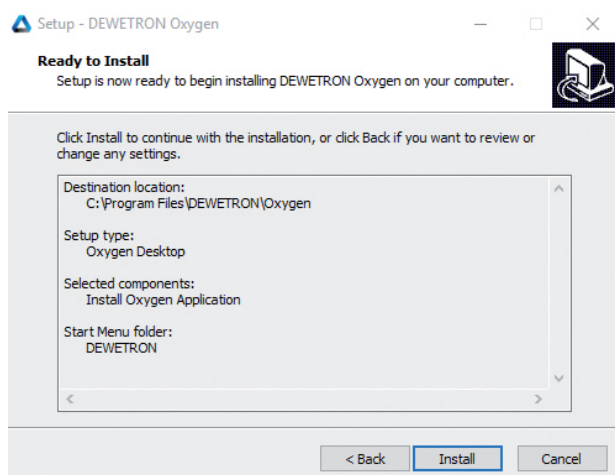 Setup - DEWETRON Oxygen
Ready to Install
Setup is now ready to begin installing DEWETRON Oxygen on your computer.
Click Install to continue with the installation, or click Back if you want to review or
change any settings.
Destination location:
C:\Program Files\DEWETRON\Oxygen
Setup type:
Oxygen Desktop
Selected components:
Install Oxygen Application
Start Menu folder:
DEWETRON
< Back
Install
Cancel